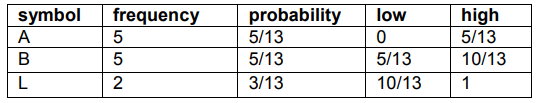 symbol frequency probability low high
A 5 5/13 0 5/13
B 5 5/13 5/13 10/13
L 2 3/13 10/13 1